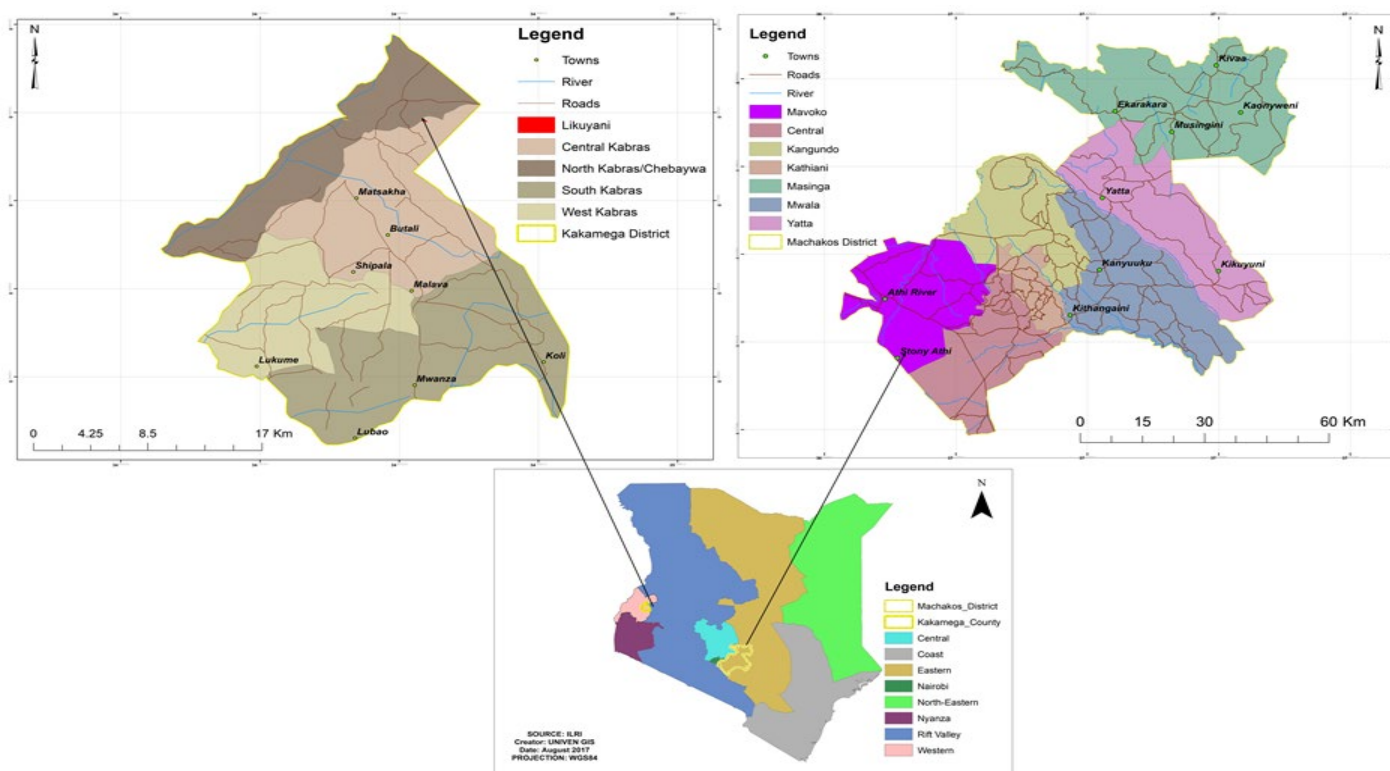 N
Legend
Towns
River
Roads
Likuyani
Central Kabras
North Kabras/Chebaywa
South Kabras
West Kabras
Kakamega District
Matsakha
Butali
Shipala
Malava
Lukume
Koli
Mwanza
Lubao
0 4.25 8.5 17 Km
Legend
Towns
Roads
River
Mavoko
Central
Kangundo
Kathiani
Masinga
Mwala
Yatta
Machakos District
N
Kivaa
Ekarakara
Kaonyweni
Musingini
Yatta
Kanyuuku
Kikuyuni
Athi River
Kithangaini
Stony Athi
0 15 30 60 Km
N
Legend
Machakos_District
Kakamega_County
Central
Coast
Eastern
Nairobi
North-Eastern
Nyanza
Rift Valley
Western
SOURCE: ILRI
Creator: UNIVEN GIS
Date: August 2017
PROJECTION: WGS84